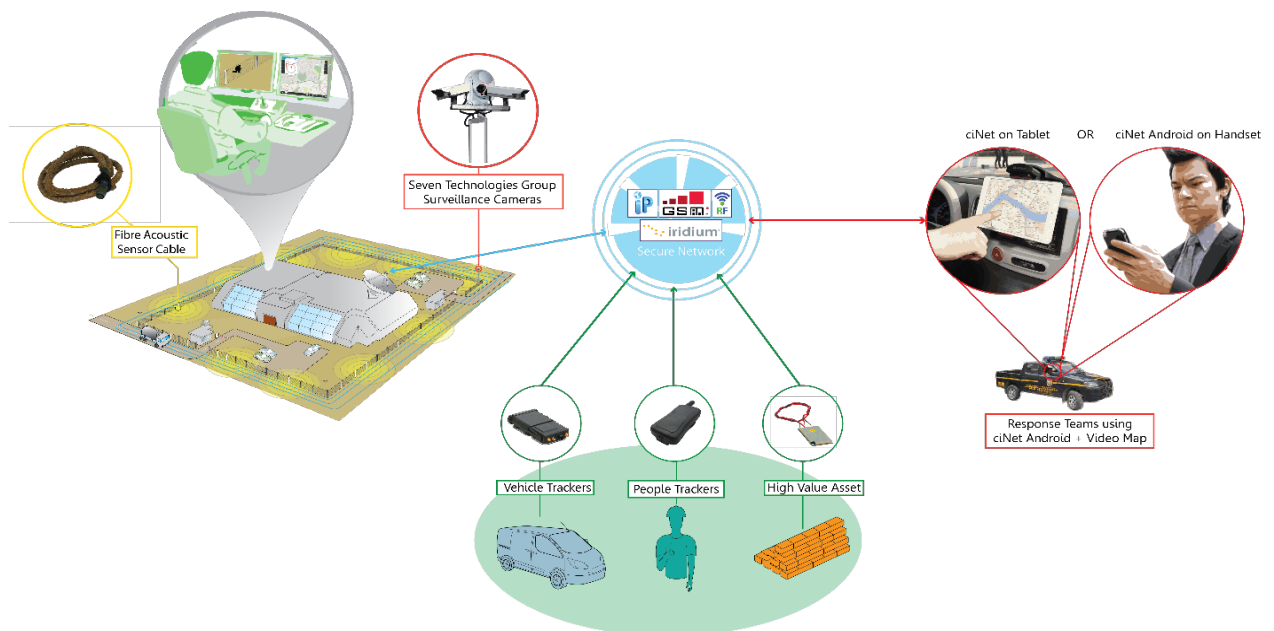 ciNet on Tablet
OR
ciNet Android on Handset
Seven Technologies Group
Surveillance Cameras
Fibre Acoustic
Sensor Cable
iP
GSM
RF
iridium
Secure Network
Vehicle Trackers
People Trackers
High Value Asset
Response Teams using
ciNet Android + Video Map